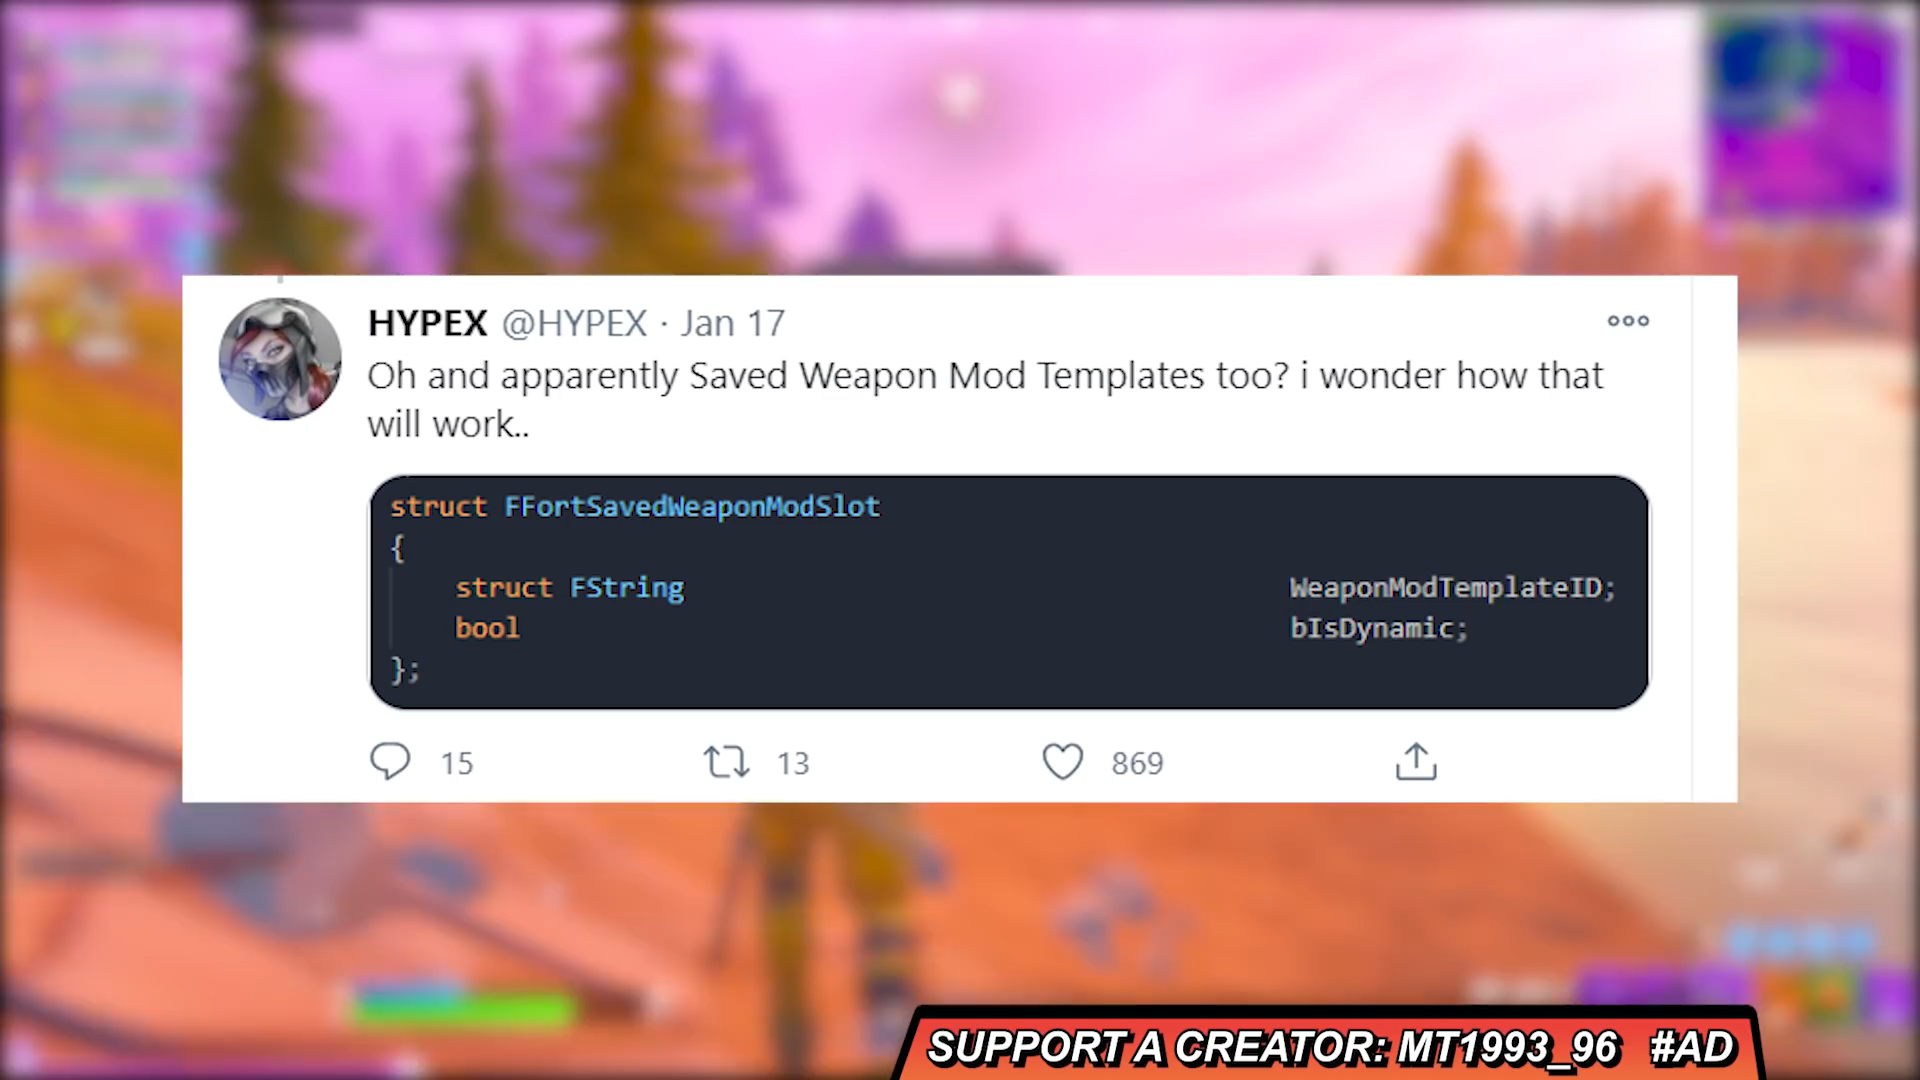 HYPEX @HYPEX · Jan 17
Oh and apparently Saved Weapon Mod Templates too? i wonder how that
will work..
struct FFortSavedWeaponModSlot
{
struct FString WeaponModTemplateID;
bool bIsDynamic;
};
15 13 869
SUPPORT A CREATOR: MT1993_96 #AD